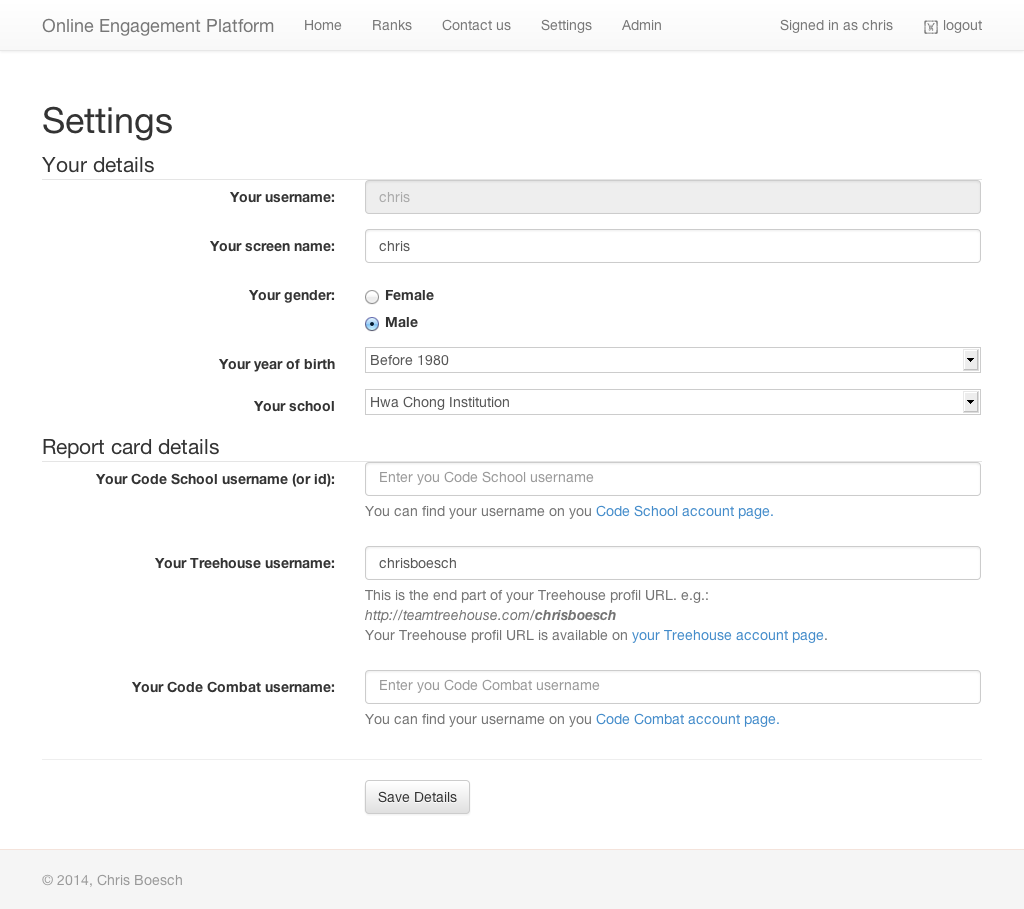 Online Engagement Platform Home Ranks Contact us Settings Admin Signed in as chris logout
Settings
Your details
Your username: chris
Your screen name: chris
Your gender: Female
Male
Your year of birth Before 1980
Your school Hwa Chong Institution
Report card details
Your Code School username (or id): Enter you Code School username
You can find your username on you Code School account page.
Your Treehouse username: chrisboesch
This is the end part of your Treehouse profil URL. e.g.:
http://teamtreehouse.com/chrisboesch
Your Treehouse profil URL is available on your Treehouse account page.
Your Code Combat username: Enter you Code Combat username
You can find your username on you Code Combat account page.
Save Details
© 2014, Chris Boesch